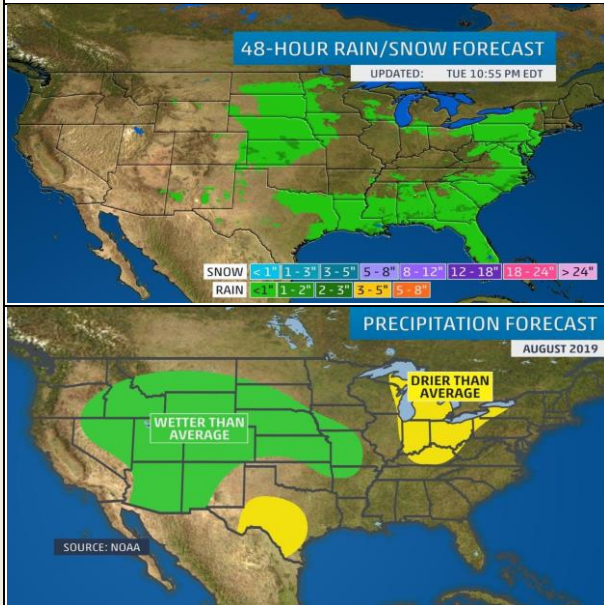 48-HOUR RAIN/SNOW FORECAST
UPDATED: TUE 10:55 PM EDT
SNOW <1" 1-3" 3-5" 5-8" 8-12" 12-18" 18-24" >24"
RAIN <1" 1-2" 2-3" 3-5" 5-8"
PRECIPITATION FORECAST
AUGUST 2019
DRIER THAN
AVERAGE
WETTER THAN
AVERAGE
SOURCE: NOAA